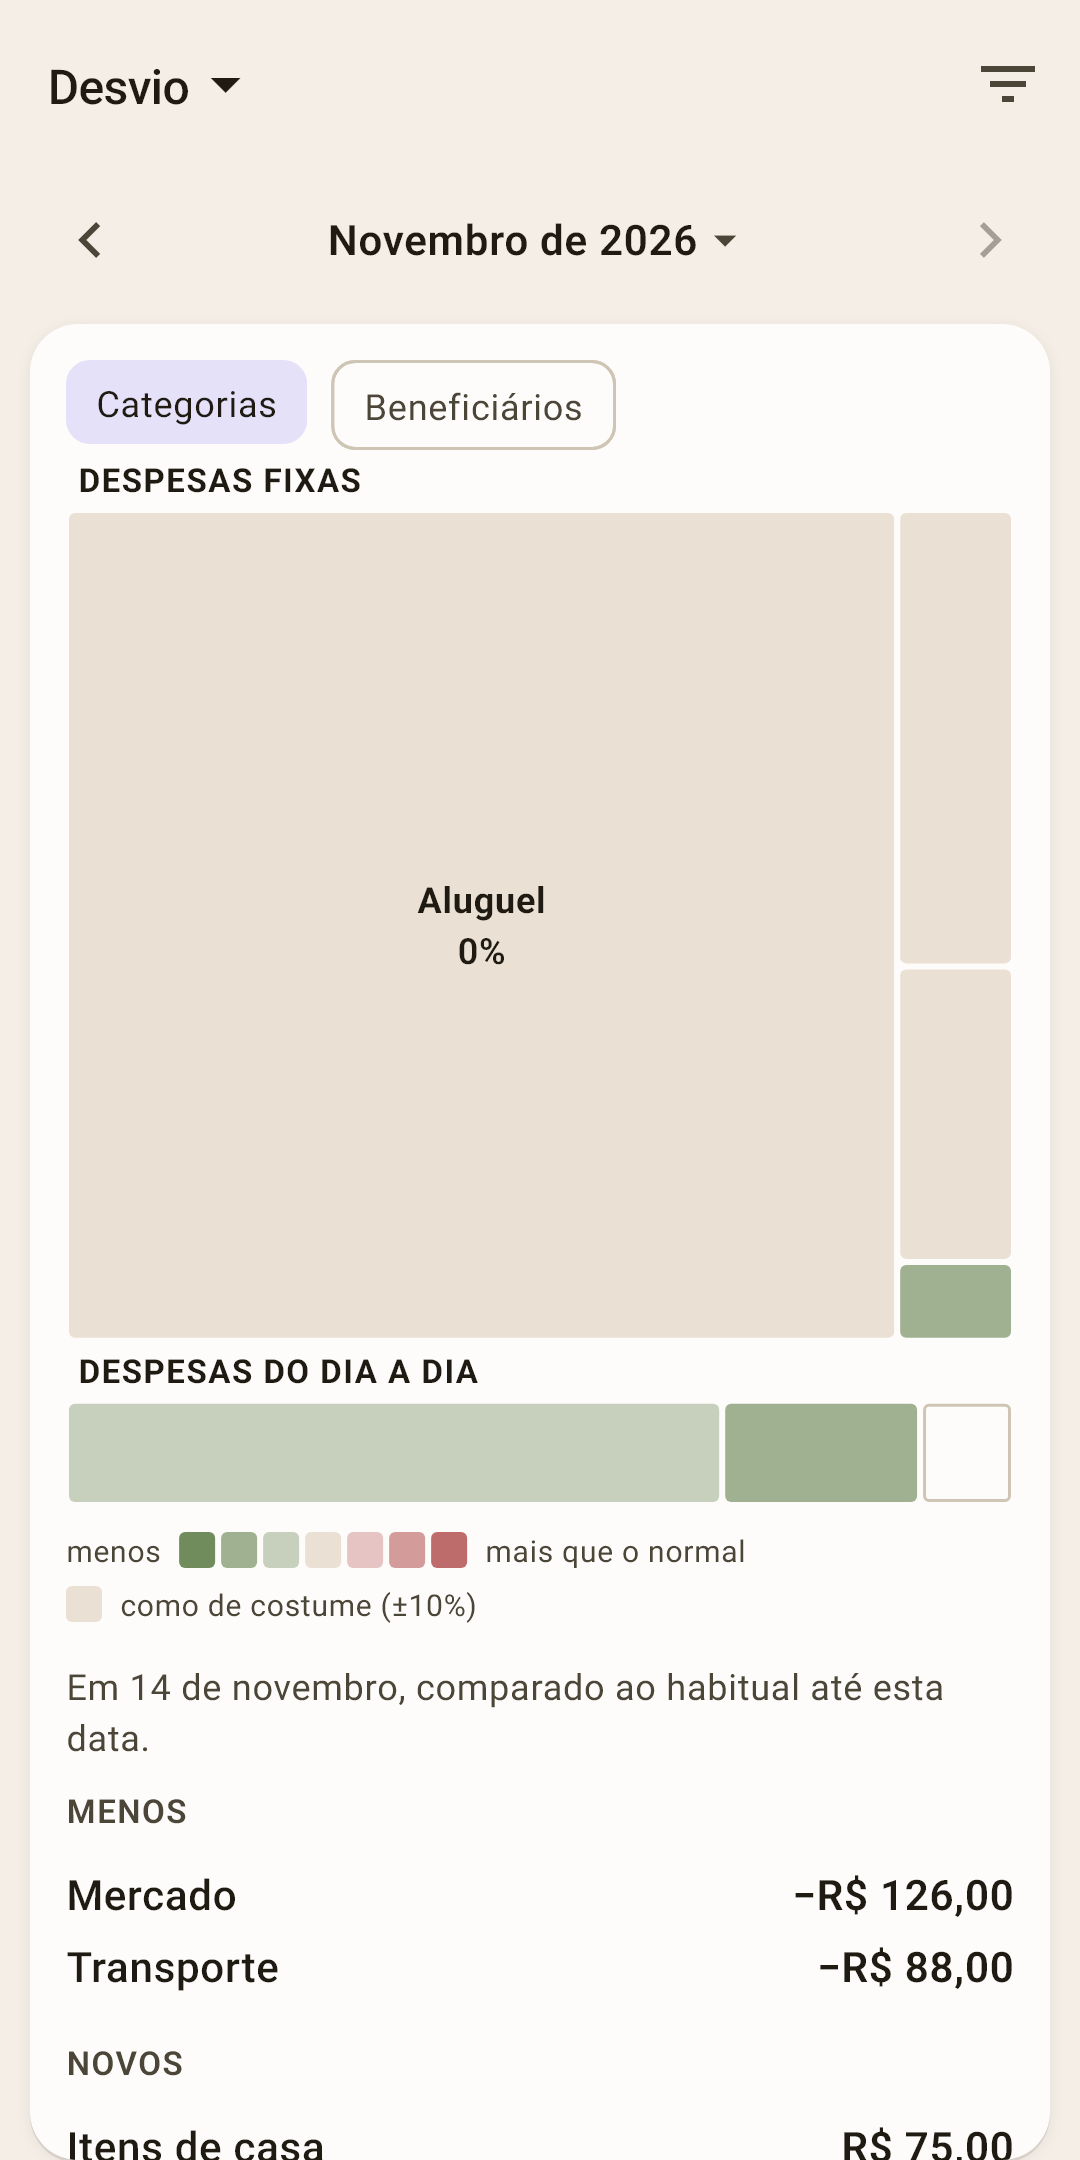 Desvio
Novembro de 2026
Categorias
Beneficiários
DESPESAS FIXAS
Aluguel
0%
DESPESAS DO DIA A DIA
menos
mais que o normal
como de costume (±10%)
Em 14 de novembro, comparado ao habitual até esta
data.
MENOS
Mercado −R$ 126,00
Transporte −R$ 88,00
NOVOS
Itens de casa R$ 75,00